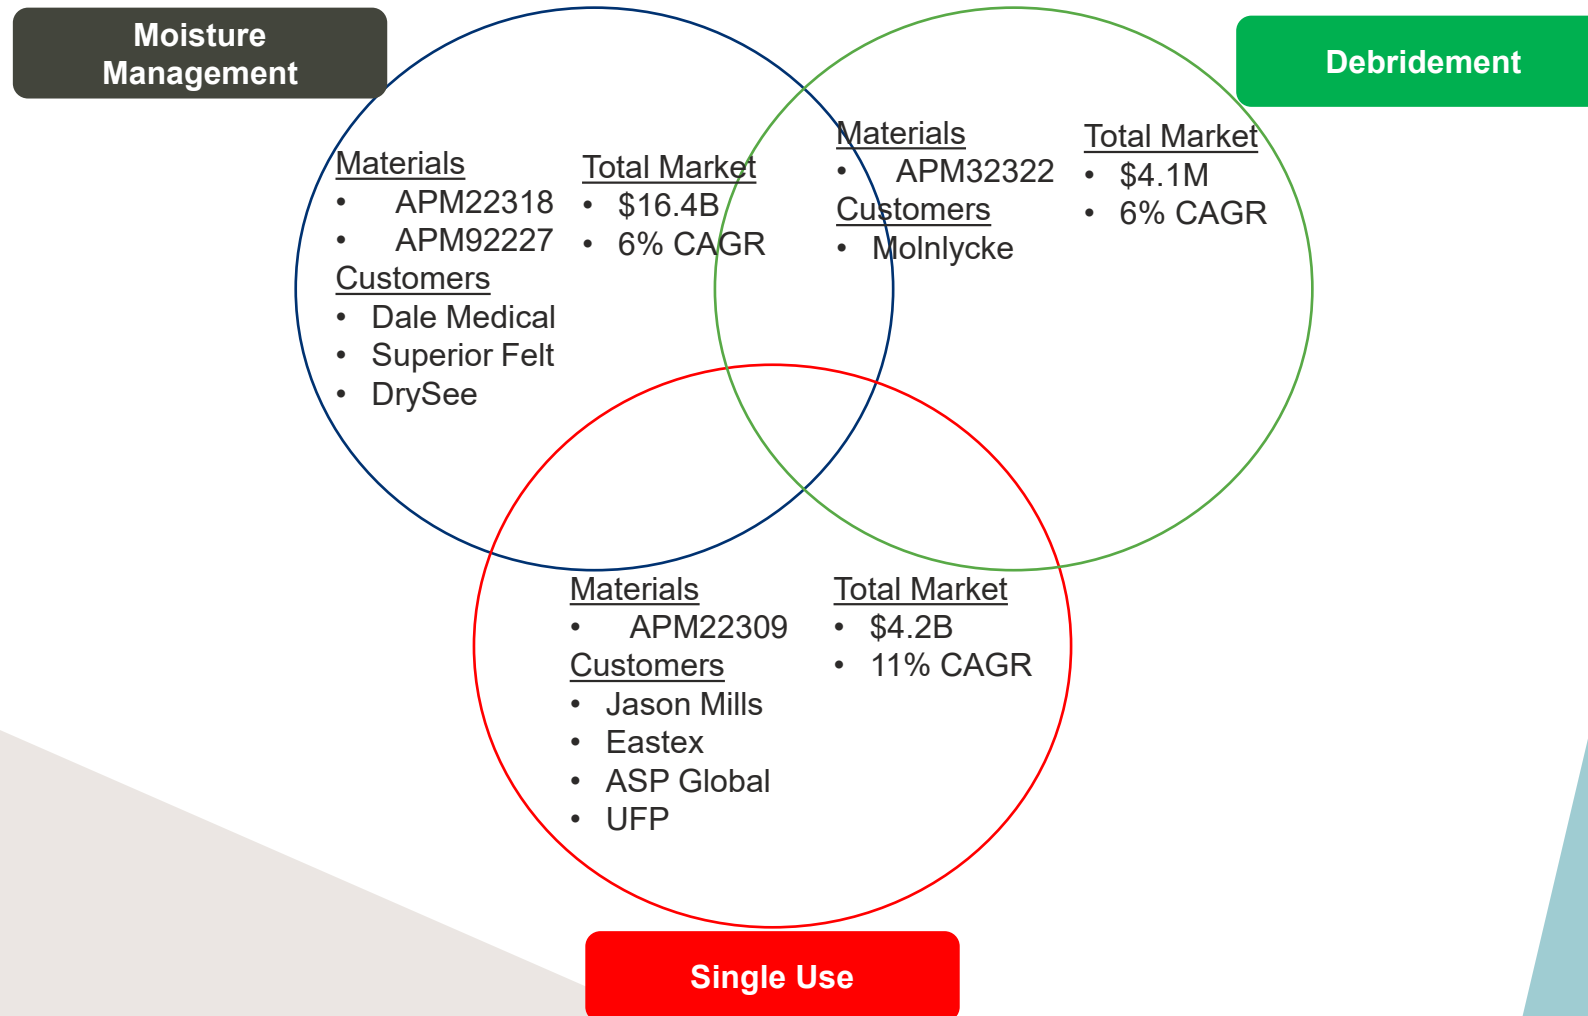 Moisture
Management
Debridement
Materials
• APM22318
• APM92227
Customers
• Dale Medical
• Superior Felt
• DrySee
Total Market
• $16.4B
• 6% CAGR
Materials
• APM32322
Customers
• Molnlycke
Total Market
• $4.1M
• 6% CAGR
Materials
• APM22309
Customers
• Jason Mills
• Eastex
• ASP Global
• UFP
Total Market
• $4.2B
• 11% CAGR
Single Use